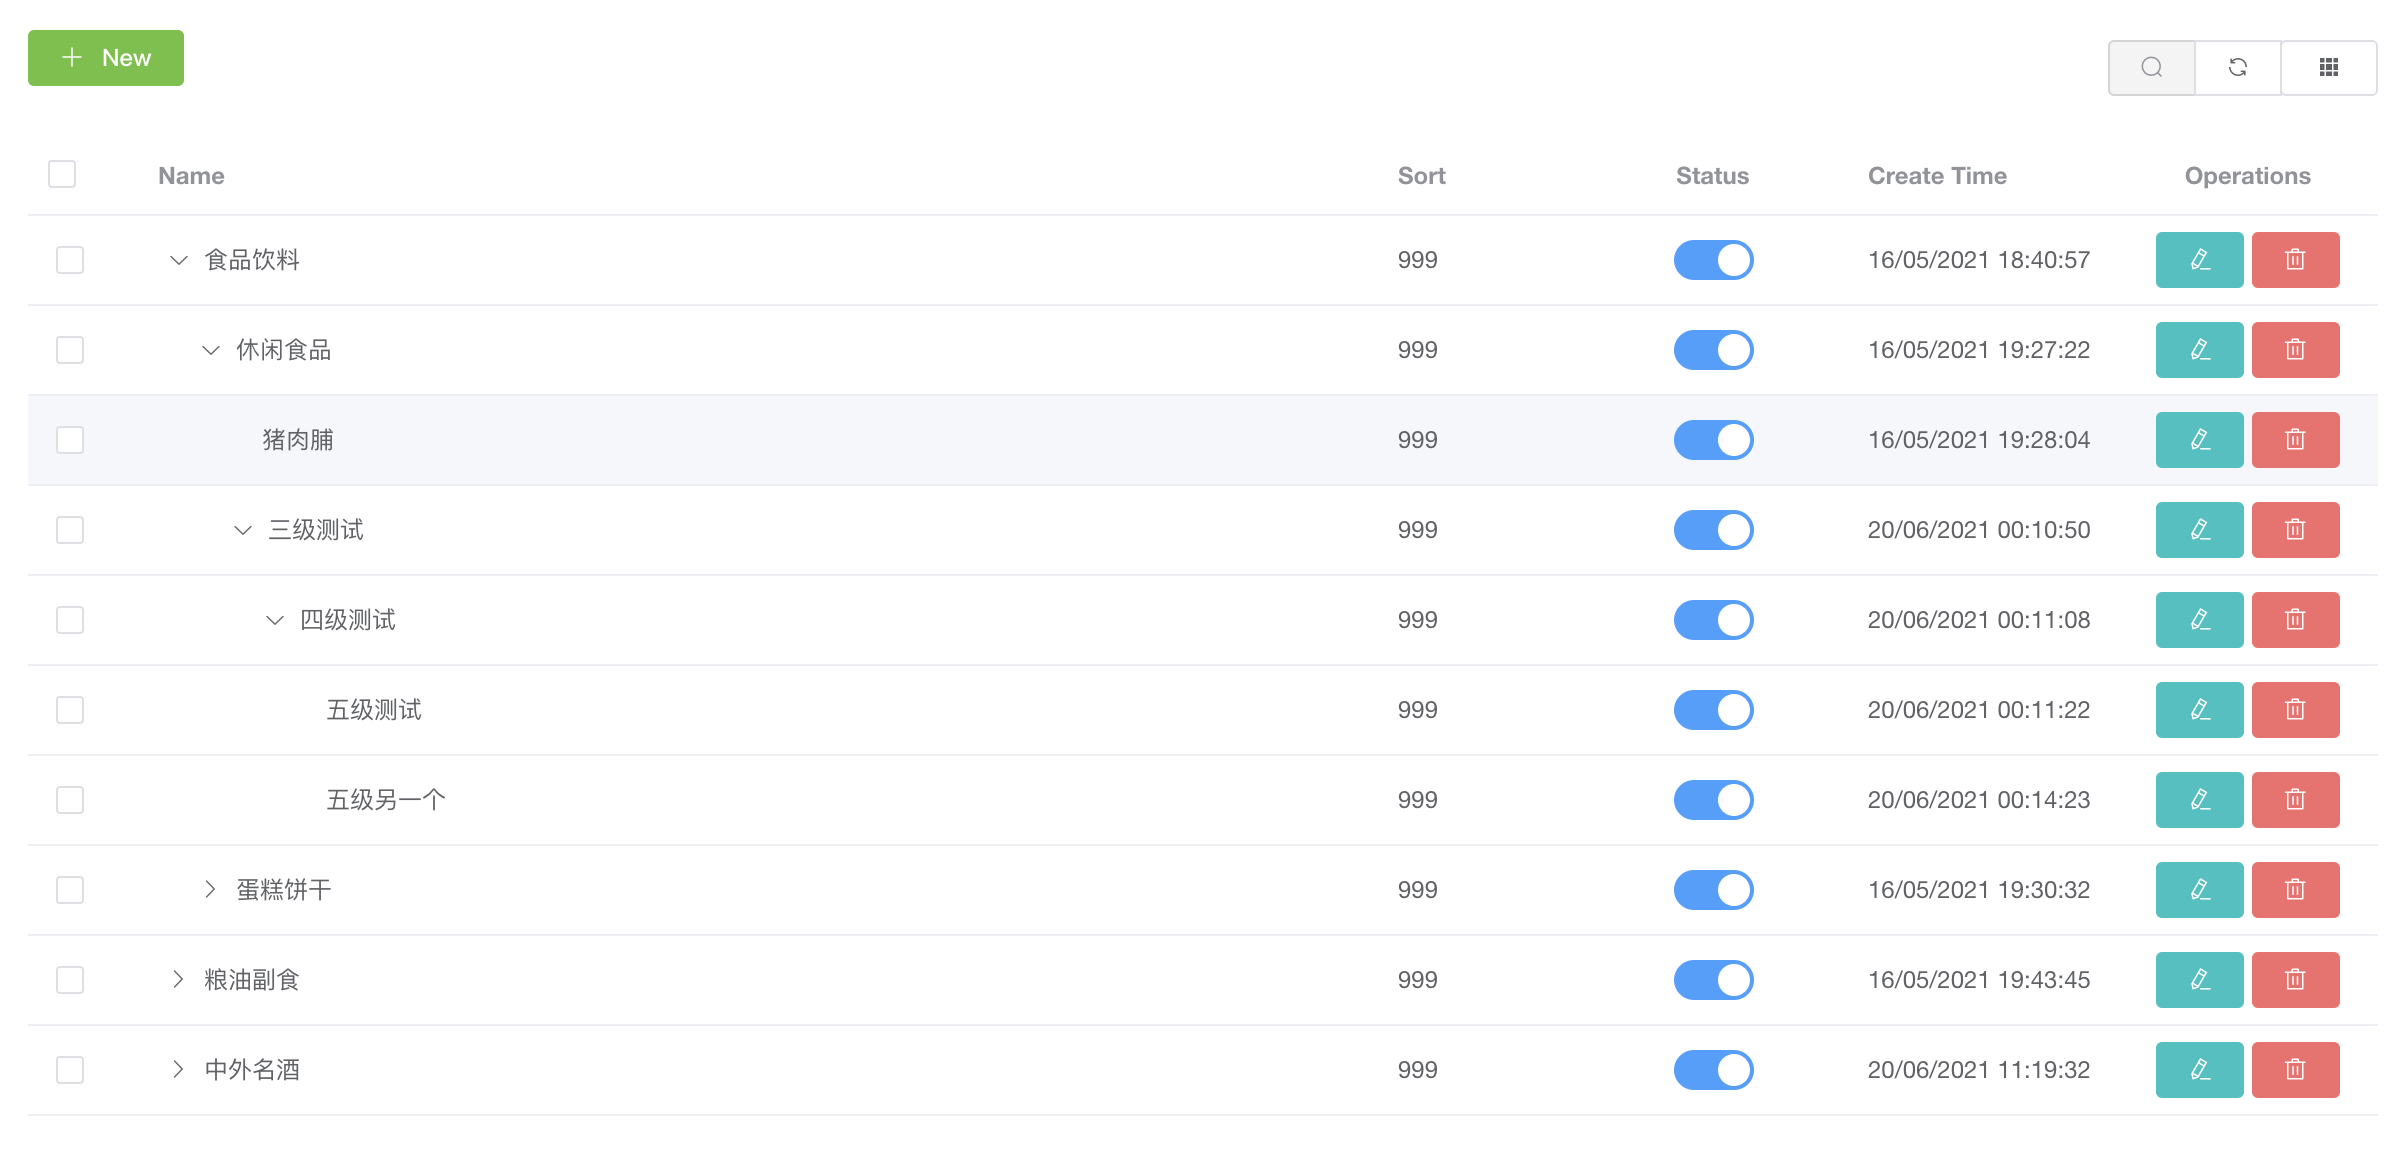 New
Name Sort Status Create Time Operations
食品饮料 999 16/05/2021 18:40:57
休闲食品 999 16/05/2021 19:27:22
猪肉脯 999 16/05/2021 19:28:04
三级测试 999 20/06/2021 00:10:50
四级测试 999 20/06/2021 00:11:08
五级测试 999 20/06/2021 00:11:22
五级另一个 999 20/06/2021 00:14:23
蛋糕饼干 999 16/05/2021 19:30:32
粮油副食 999 16/05/2021 19:43:45
中外名酒 999 20/06/2021 11:19:32